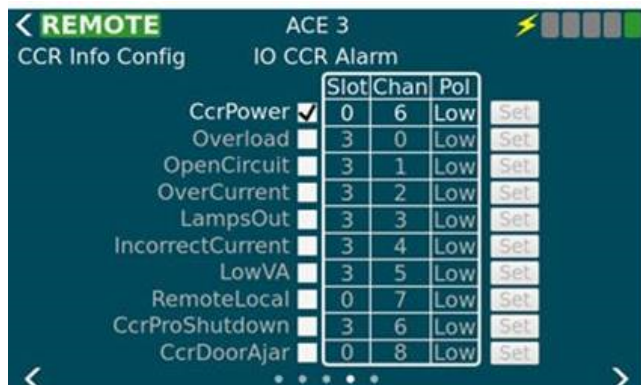 < REMOTE ACE 3
CCR Info Config IO CCR Alarm
Slot Chan Pol
CcrPower 0 6 Low Set
Overload 3 0 Low Set
OpenCircuit 3 1 Low Set
OverCurrent 3 2 Low Set
LampsOut 3 3 Low Set
IncorrectCurrent 3 4 Low Set
LowVA 3 5 Low Set
RemoteLocal 0 7 Low Set
CcrProShutdown 3 6 Low Set
CcrDoorAjar 0 8 Low Set
< >